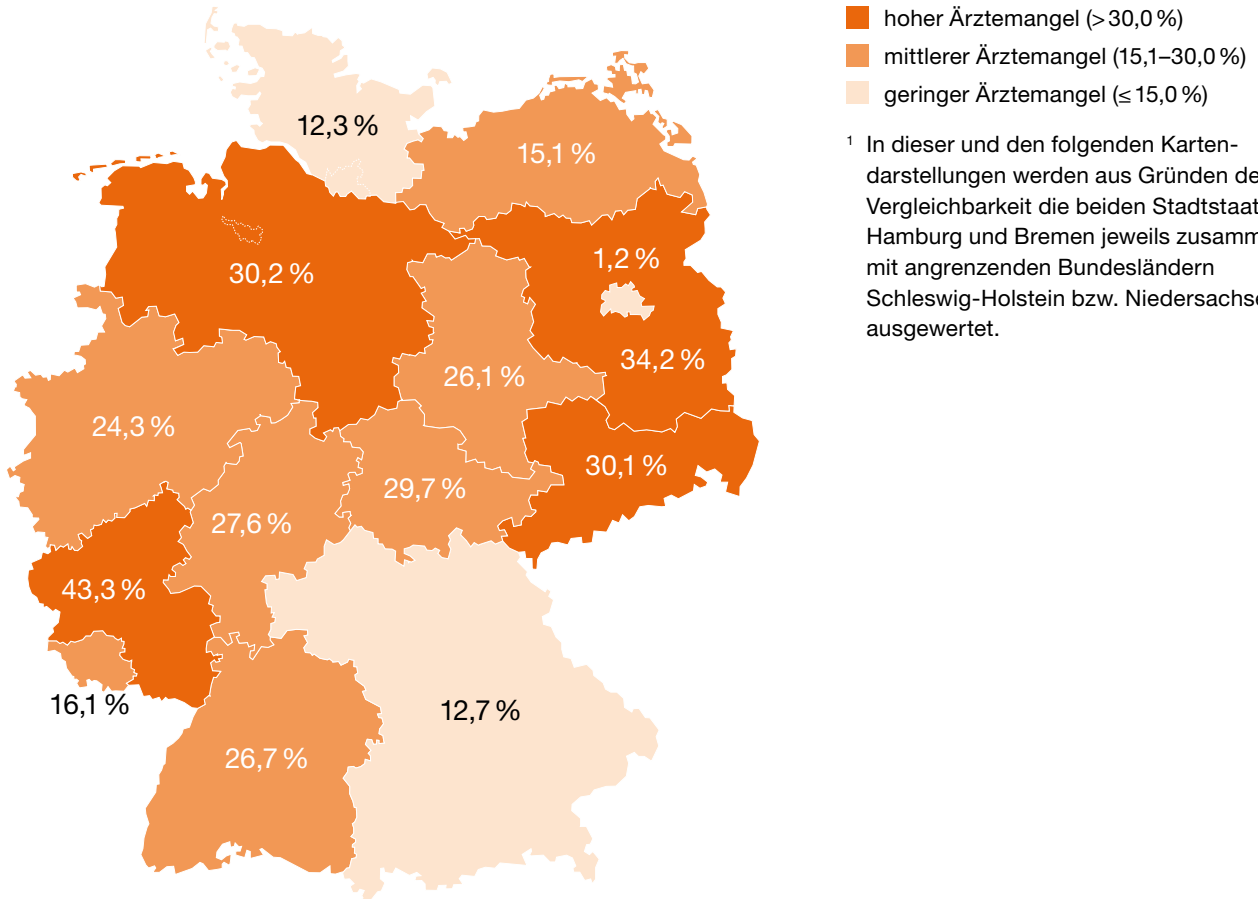 hoher Ärztemangel (> 30,0 %)
mittlerer Ärztemangel (15,1–30,0 %)
geringer Ärztemangel (≤ 15,0 %)
¹ In dieser und den folgenden Karten-
darstellungen werden aus Gründen de
Vergleichbarkeit die beiden Stadtstaat
Hamburg und Bremen jeweils zusamm
mit angrenzenden Bundesländern
Schleswig-Holstein bzw. Niedersachse
ausgewertet.
12,3 %
15,1 %
1,2 %
30,2 %
34,2 %
26,1 %
24,3 %
30,1 %
29,7 %
27,6 %
43,3 %
16,1 %
12,7 %
26,7 %